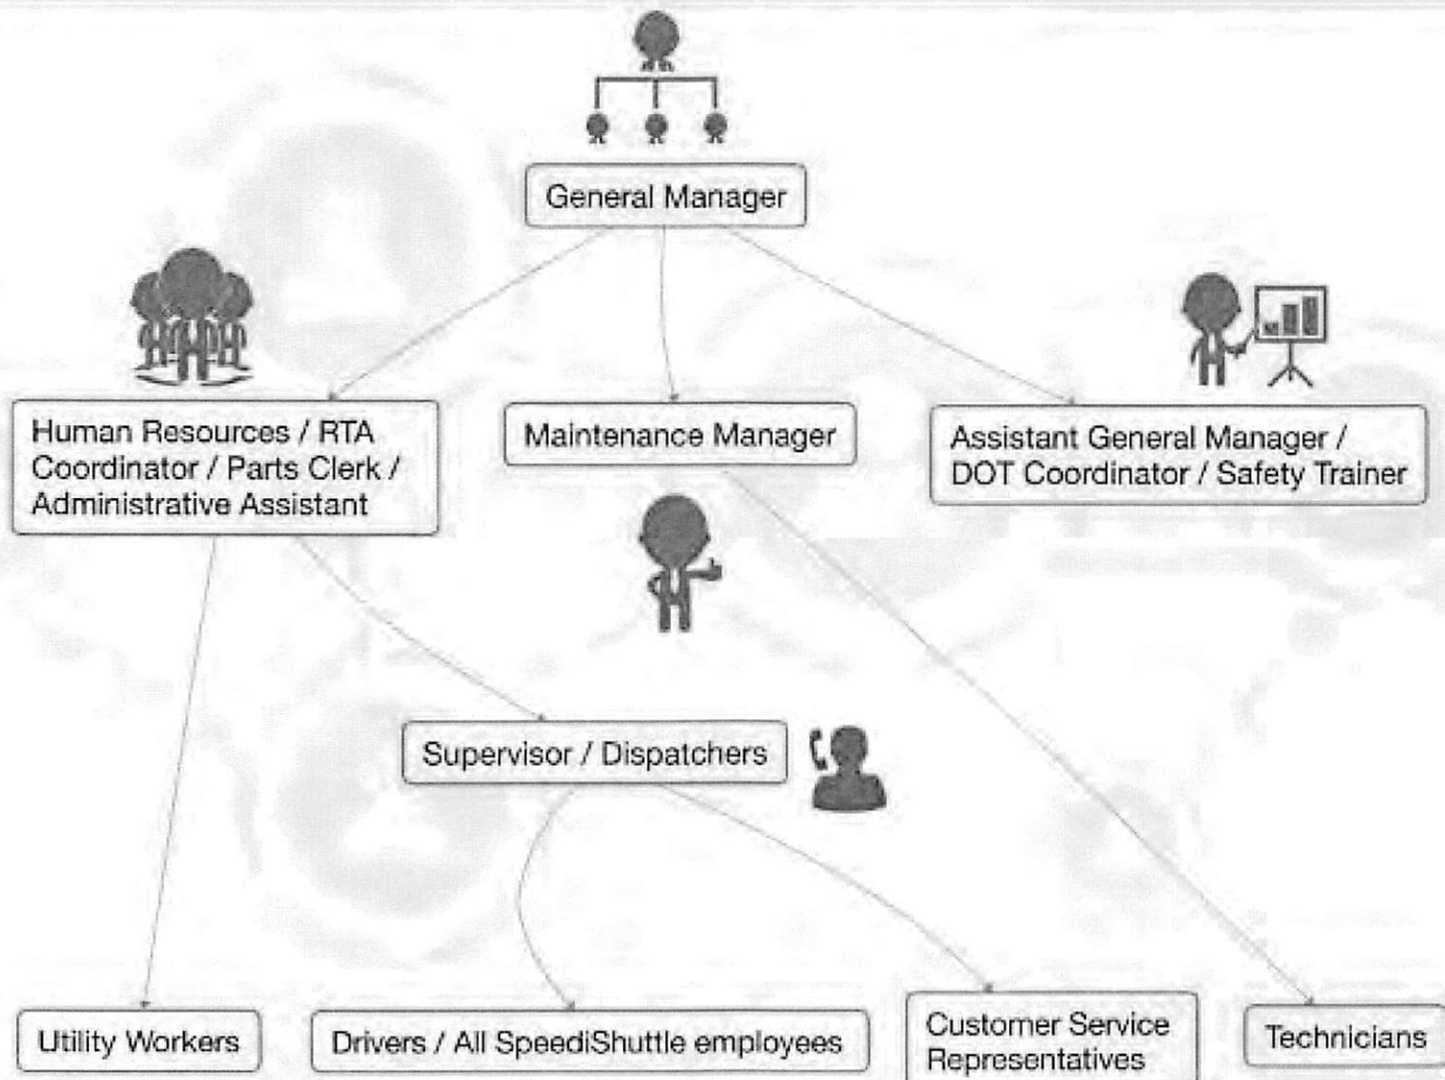 General Manager
Human Resources / RTA
Coordinator / Parts Clerk /
Administrative Assistant
Maintenance Manager
Assistant General Manager /
DOT Coordinator / Safety Trainer
Supervisor / Dispatchers
Utility Workers
Drivers / All SpeediShuttle employees
Customer Service
Representatives
Technicians